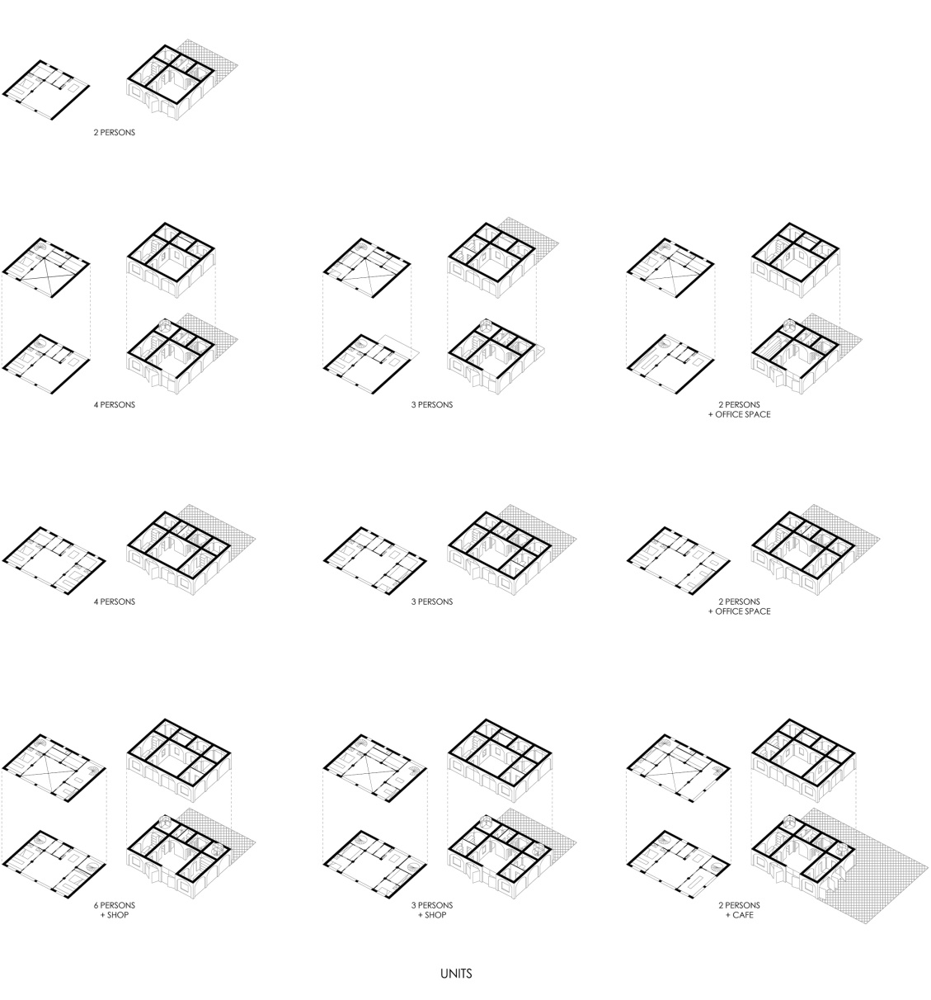 2 PERSONS
4 PERSONS
3 PERSONS
2 PERSONS
+ OFFICE SPACE
4 PERSONS
3 PERSONS
2 PERSONS
+ OFFICE SPACE
6 PERSONS
+ SHOP
3 PERSONS
+ SHOP
2 PERSONS
+ CAFE
UNITS